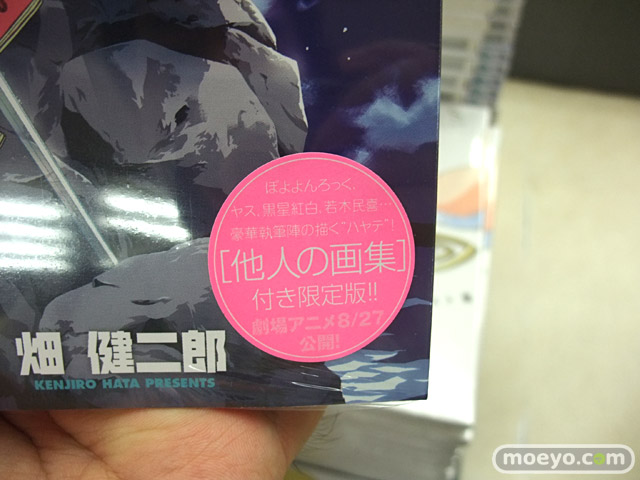 ぽよよんろっく、
ヤス、黒星紅白、若木民喜…
豪華執筆陣の描く"ハヤテ"!
[他人の画集]
付き限定版!!
劇場アニメ8/27
公開!
畑 健二郎
KENJIRO HATA PRESENTS
moeyo.com